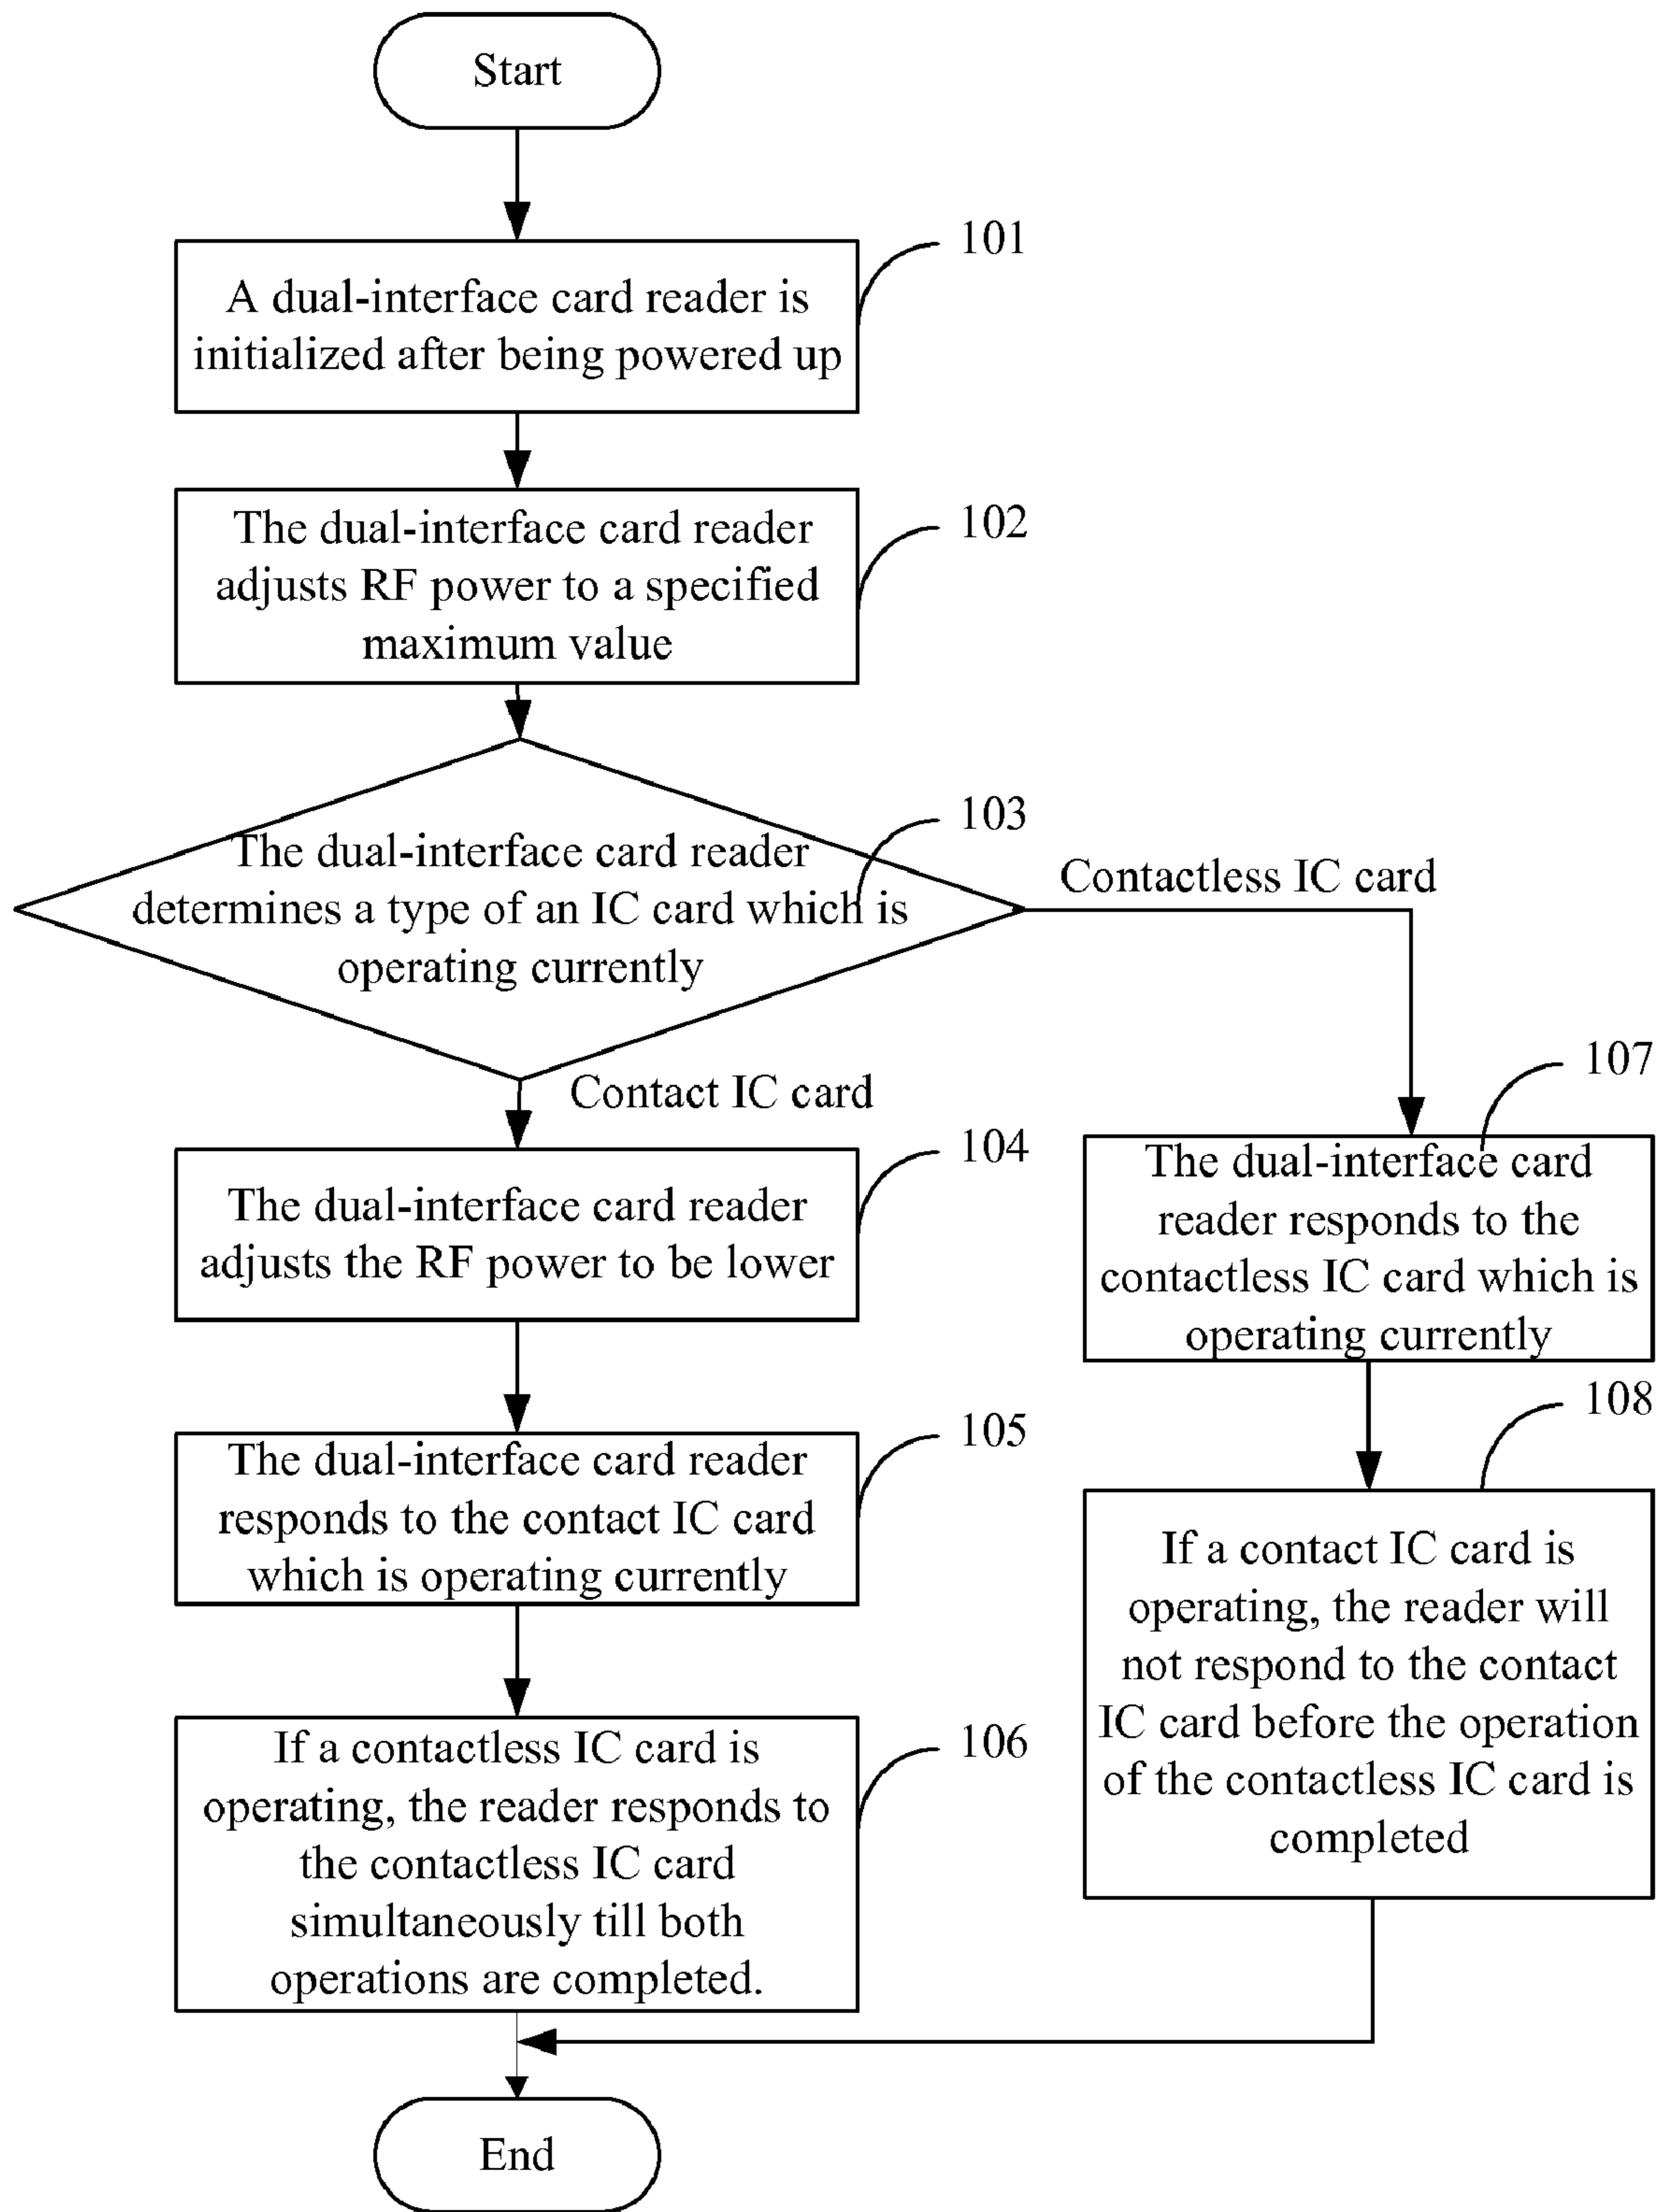 Start
101
A dual-interface card reader is
initialized after being powered up
102
The dual-interface card reader
adjusts RF power to a specified
maximum value
103
The dual-interface card reader
determines a type of an IC card which is
operating currently
Contactless IC card
Contact IC card
104
The dual-interface card reader
adjusts the RF power to be lower
105
The dual-interface card reader
responds to the contact IC card
which is operating currently
106
If a contactless IC card is
operating, the reader responds to
the contactless IC card
simultaneously till both
operations are completed.
107
The dual-interface card
reader responds to the
contactless IC card which is
operating currently
108
If a contact IC card is
operating, the reader will
not respond to the contact
IC card before the operation
of the contactless IC card is
completed
End